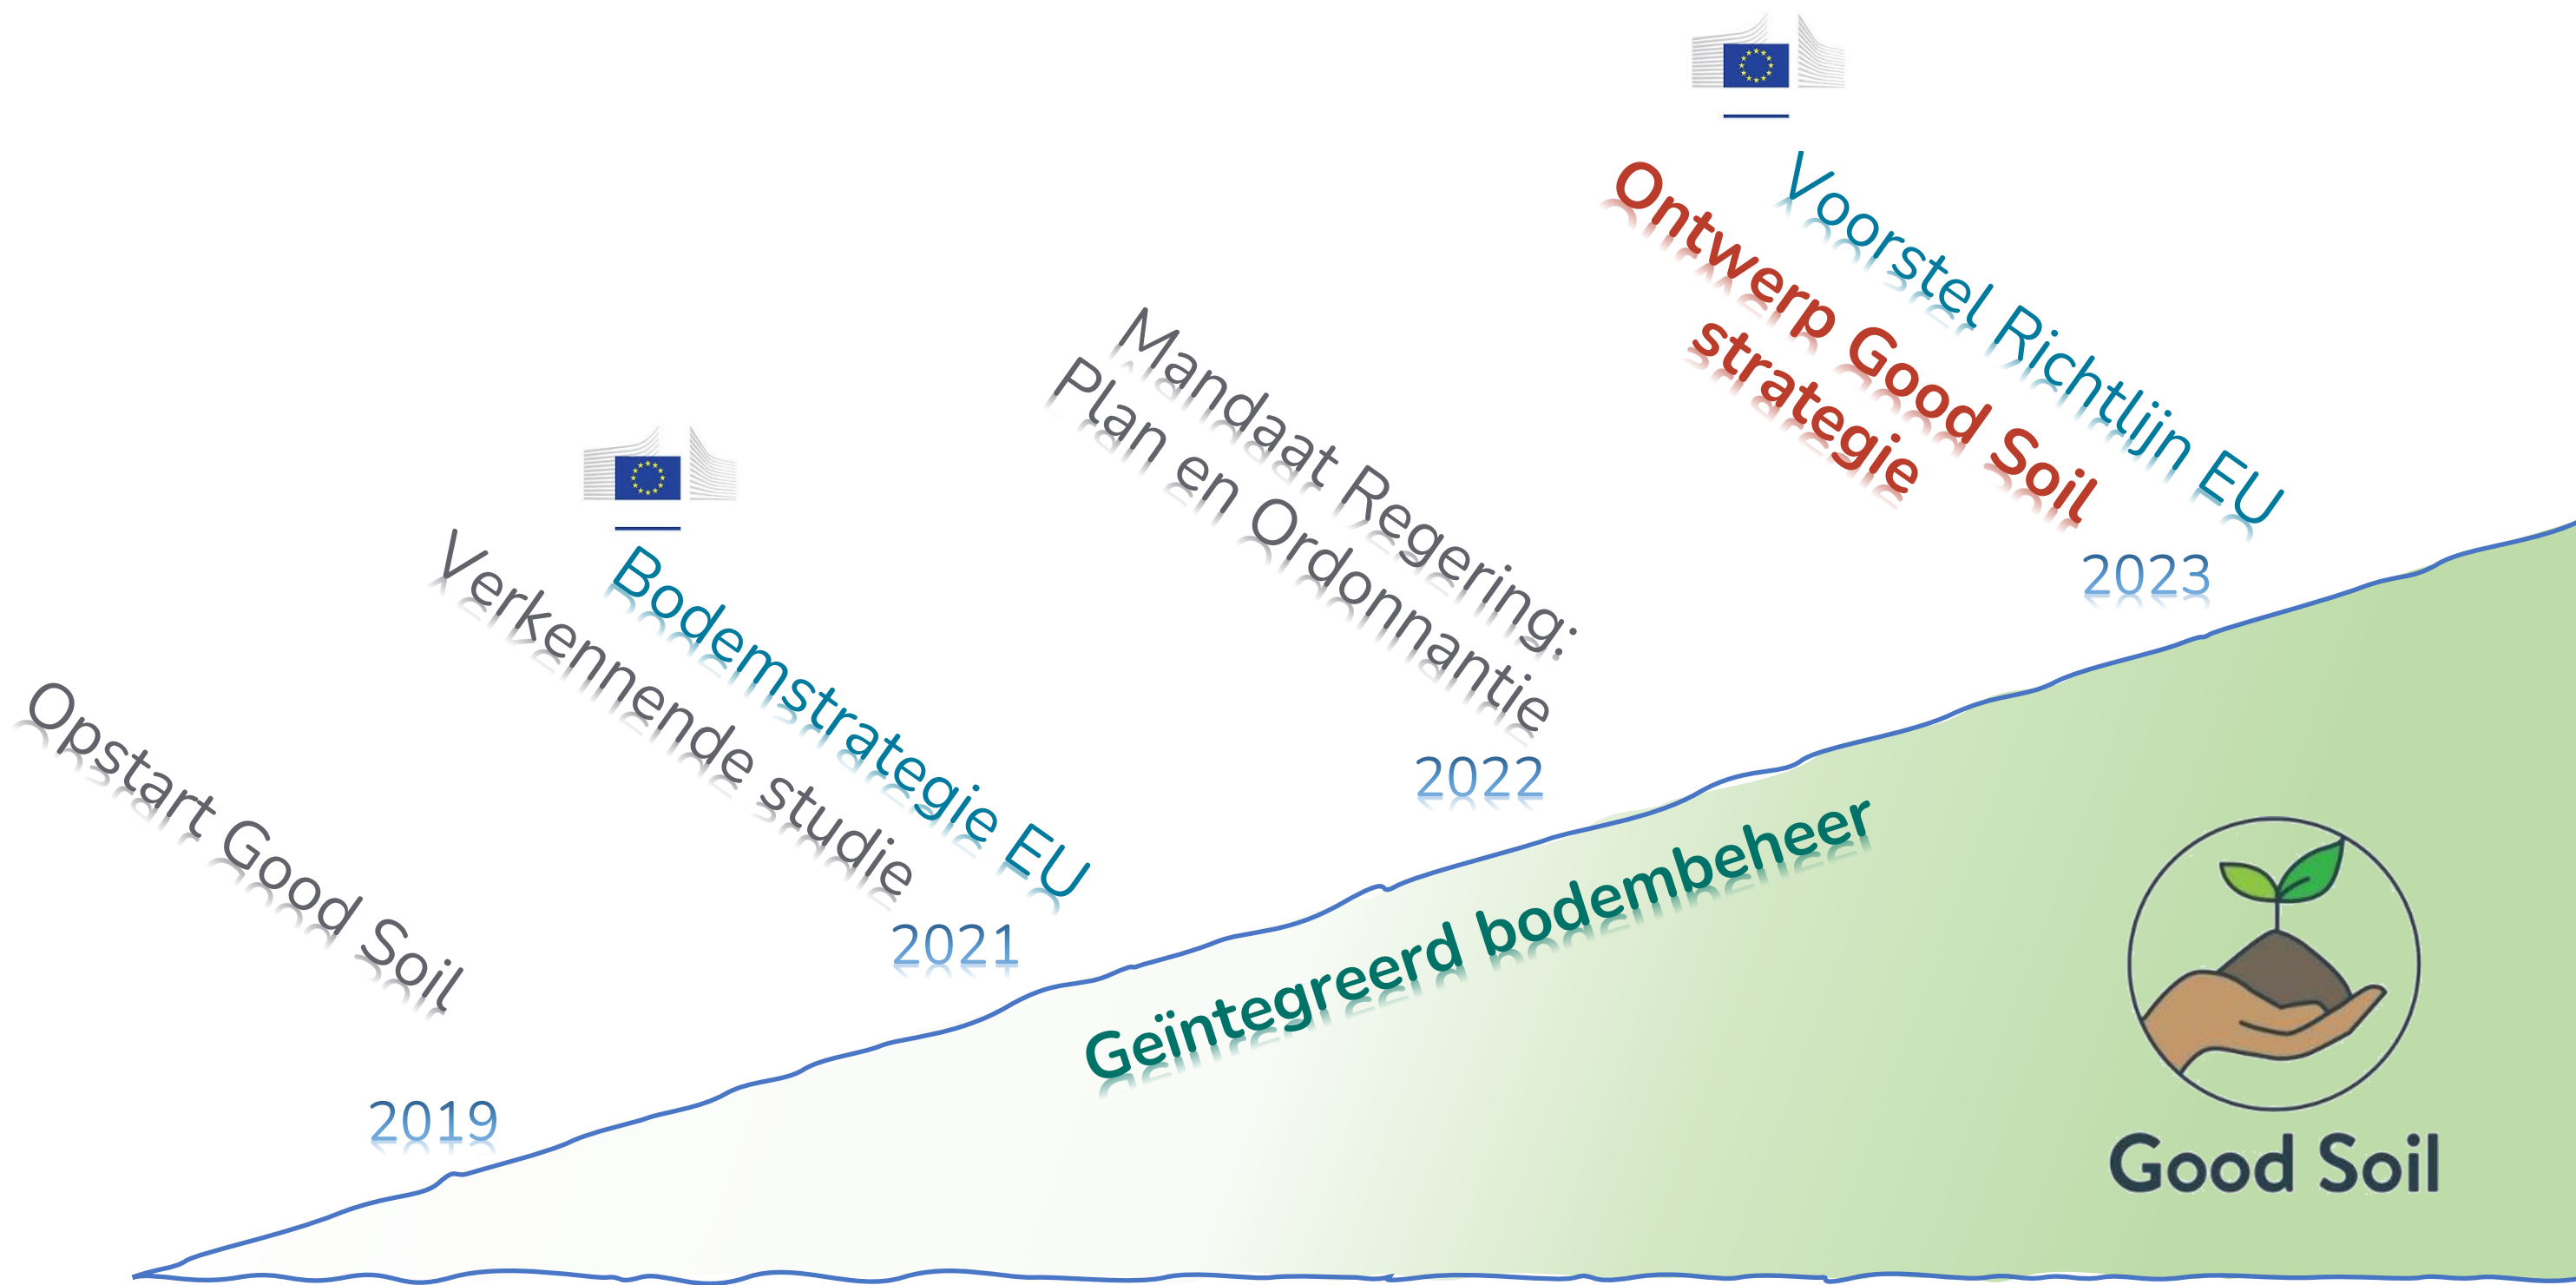 Opstart Good Soil
2019
Verkennende studie
Bodemstrategie EU
2021
Mandaat Regering:
Plan en Ordonnantie
2022
Ontwerp Good Soil
strategie
Voorstel Richtlijn EU
2023
Geïntegreerd bodembeheer
Good Soil